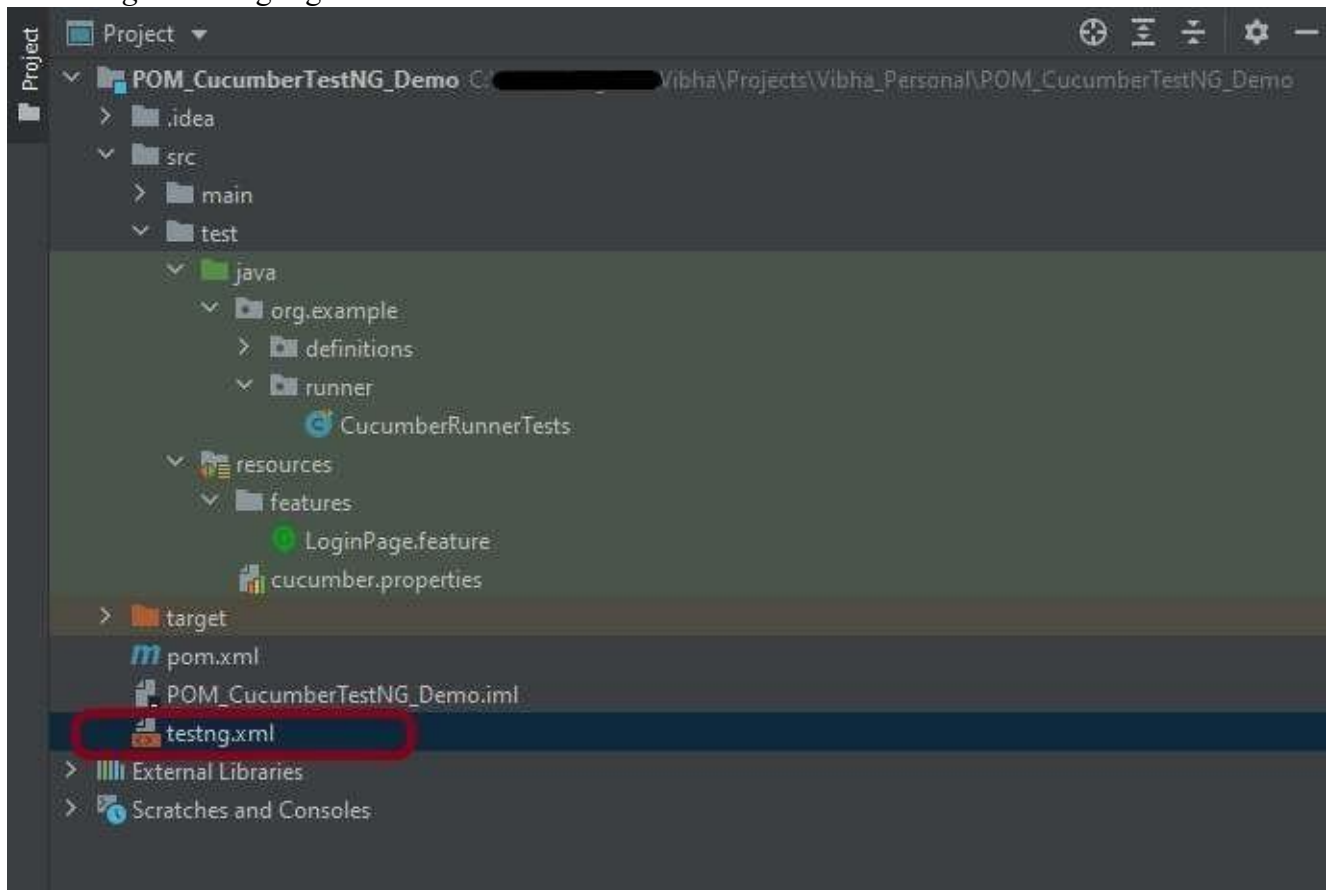 Project
Project
POM_CucumberTestNG_Demo C: Vibha\Projects\Vibha_Personal\POM_CucumberTestNG_Demo
.idea
src
main
test
java
org.example
definitions
runner
CucumberRunnerTests
resources
features
LoginPage.feature
cucumber.properties
target
pom.xml
POM_CucumberTestNG_Demo.iml
testng.xml
External Libraries
Scratches and Consoles